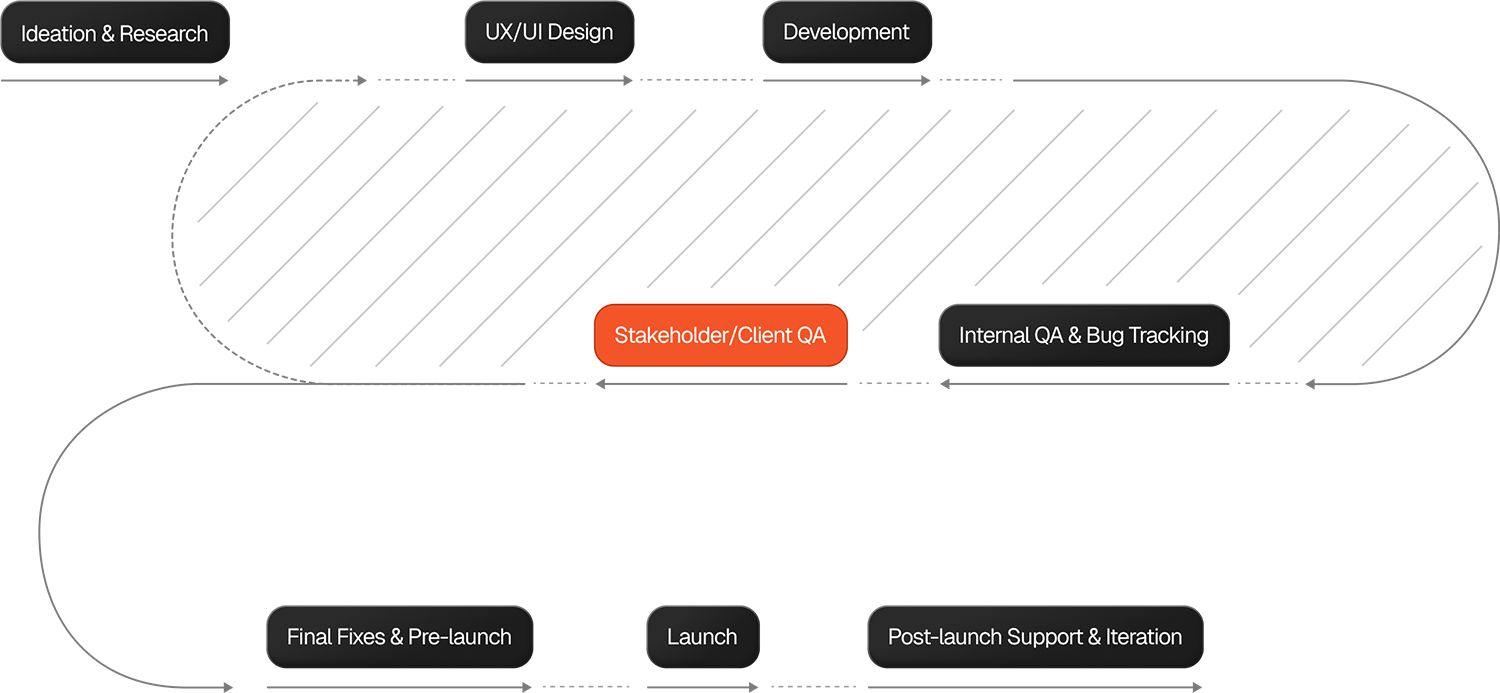 Ideation & Research
UX/UI Design
Development
Stakeholder/Client QA
Internal QA & Bug Tracking
Final Fixes & Pre-launch
Launch
Post-launch Support & Iteration